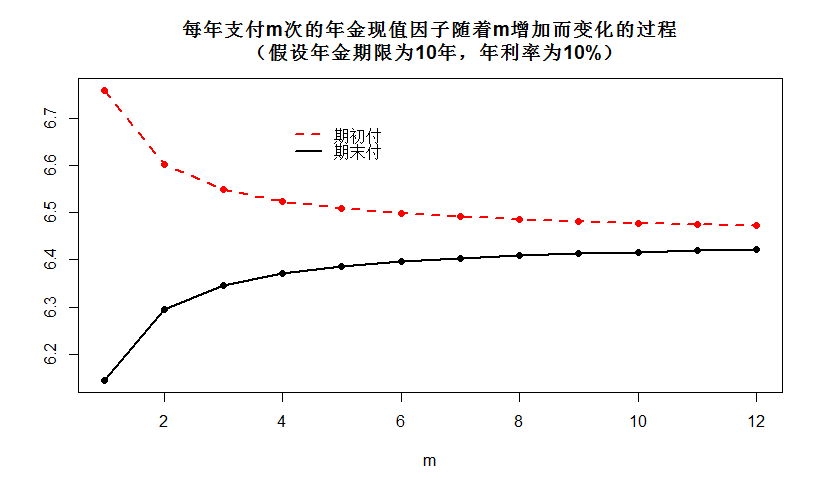 每年支付m次的年金现值因子随着m增加而变化的过程
（假设年金期限为10年，年利率为10%）
6.7
6.6
6.5
6.4
6.3
6.2
期初付
期末付
2 4 6 8 10 12
m